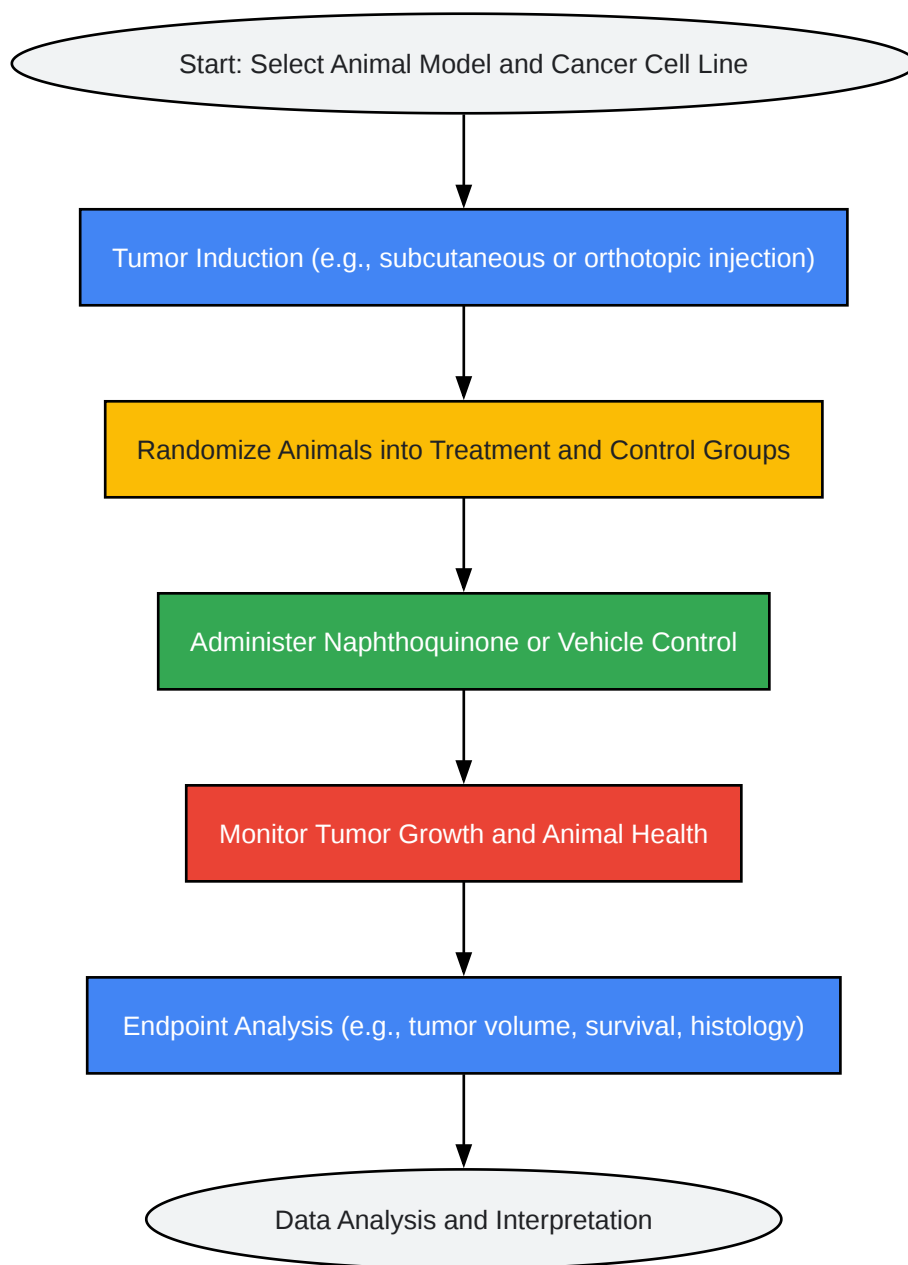 Start: Select Animal Model and Cancer Cell Line
Tumor Induction (e.g., subcutaneous or orthotopic injection)
Randomize Animals into Treatment and Control Groups
Administer Naphthoquinone or Vehicle Control
Monitor Tumor Growth and Animal Health
Endpoint Analysis (e.g., tumor volume, survival, histology)
Data Analysis and Interpretation